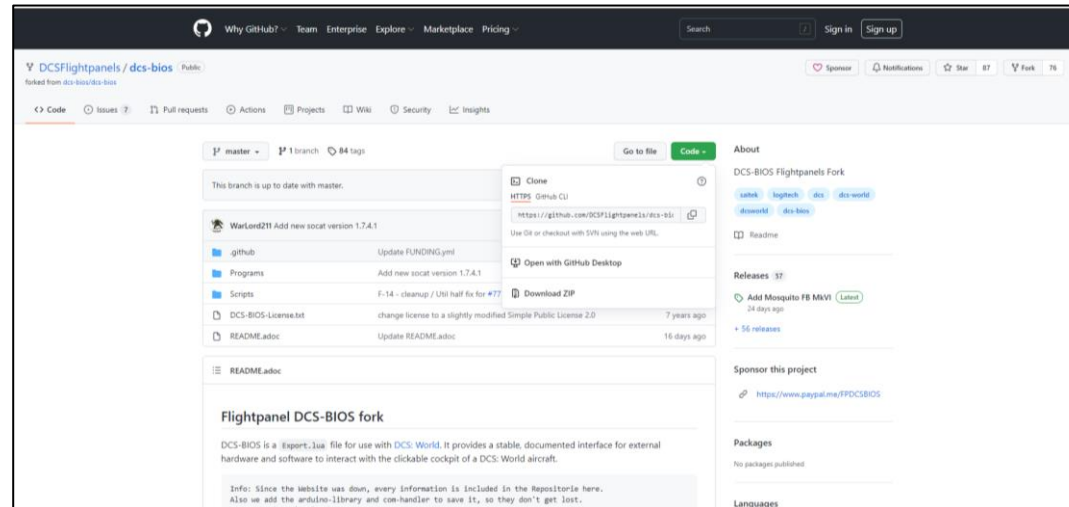 Why GitHub? Team Enterprise Explore Marketplace Pricing Search / Sign in Sign up
DCSFlightpanels / dcs-bios Public
forked from dcs-bios/dcs-bios
Sponsor Notifications Star 87 Fork 76
<> Code Issues 7 Pull requests Actions Projects Wiki Security Insights
master 1 branch 84 tags Go to file Code
This branch is up to date with master.
Clone
HTTPS GitHub CLI
https://github.com/DCSFlightpanels/dcs-bio
Use Git or checkout with SVN using the web URL.
Open with GitHub Desktop
Download ZIP
WarLord211 Add new socat version 1.7.4.1
.github Update FUNDING.yml
Programs Add new socat version 1.7.4.1
Scripts F-14 - cleanup / Util half fix for #77
DCS-BIOS-License.txt change license to a slightly modified Simple Public License 2.0 7 years ago
README.adoc Update README.adoc 16 days ago
README.adoc
Flightpanel DCS-BIOS fork
DCS-BIOS is a Export.lua file for use with DCS: World. It provides a stable, documented interface for external
hardware and software to interact with the clickable cockpit of a DCS: World aircraft.
Info: Since the Website was down, every information is included in the Repositorie here.
Also we add the arduino-library and com-handler to save it, so they don't get lost.
About
DCS-BIOS Flightpanels Fork
saitek logitech dcs dcs-world
dcsworld dcs-bios
Readme
Releases 57
Add Mosquito FB MkVI Latest
24 days ago
+ 56 releases
Sponsor this project
https://www.paypal.me/FPDCSBIOS
Packages
No packages published
Languages